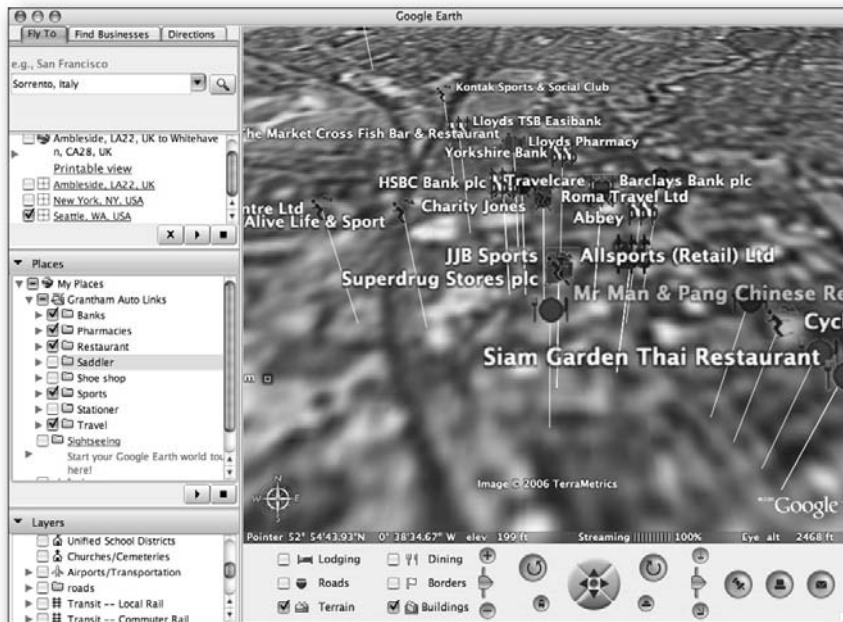 Google Earth
Fly To
Find Businesses
Directions
e.g., San Francisco
Sorrento, Italy
Ambleside, LA22, UK to Whitehave
n, CA28, UK
Printable view
Ambleside, LA22, UK
New York, NY, USA
Seattle, WA, USA
Places
My Places
Grantham Auto Links
Banks
Pharmacies
Restaurant
Saddler
Shoe shop
Sports
Stationer
Travel
Sightseeing
Start your Google Earth world tou
here!
Layers
Unified School Districts
Churches/Cemeteries
Airports/Transportation
roads
Transit -- Local Rail
Transit -- Commuter Rail
Kontak Sports & Social Club
Lloyds TSB Easibank
The Market Cross Fish Bar & Restaurant
Lloyds Pharmacy
Yorkshire Bank
HSBC Bank plc
Travelcare
Barclays Bank plc
Roma Travel Ltd
ntre Ltd
Charity Jones
Abbey
Alive Life & Sport
JJB Sports
Allsports (Retail) Ltd
Superdrug Stores plc
Mr Man & Pang Chinese Re
Cycl
Siam Garden Thai Restaurant
m
N
W E
S
Image © 2006 TerraMetrics
Google
Pointer 52° 54'43.93"N 0° 38'34.67" W elev 199 ft Streaming 100% Eye alt 2468 ft
Lodging
Dining
Roads
Borders
Terrain
Buildings